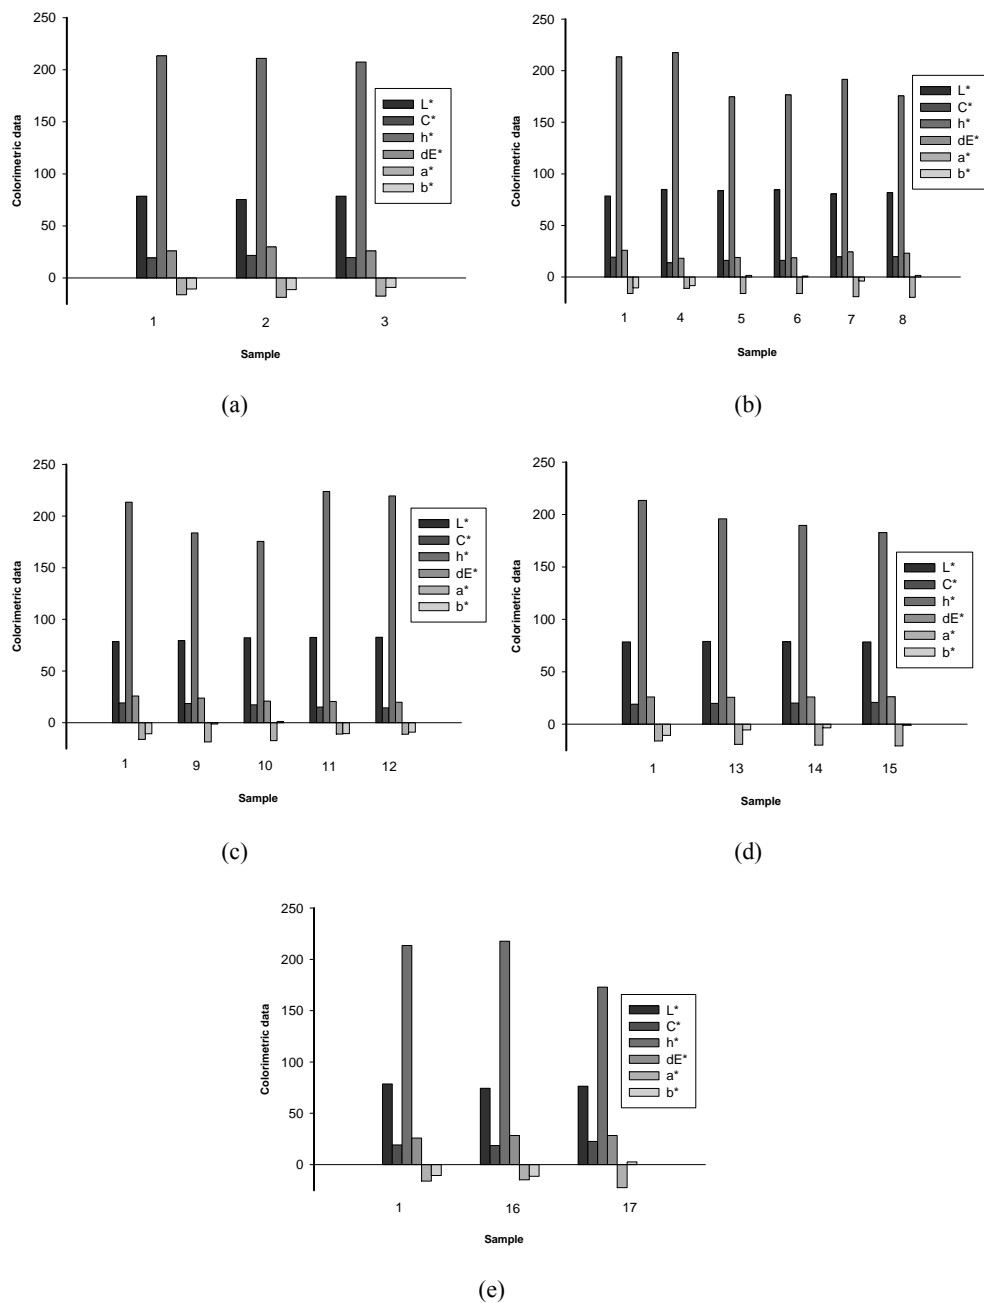 250
200
150
100
50
0
Colorimetric data
L*
C*
h*
dE*
a*
b*
1 2 3
Sample
(a)
250
200
150
100
50
0
Colorimetric data
L*
C*
h*
dE*
a*
b*
1 4 5 6 7 8
Sample
(b)
250
200
150
100
50
0
Colorimetric data
L*
C*
h*
dE*
a*
b*
1 9 10 11 12
Sample
(c)
250
200
150
100
50
0
Colorimetric data
L*
C*
h*
dE*
a*
b*
1 13 14 15
Sample
(d)
250
200
150
100
50
0
Colorimetric data
L*
C*
h*
dE*
a*
b*
1 16 17
Sample
(e)